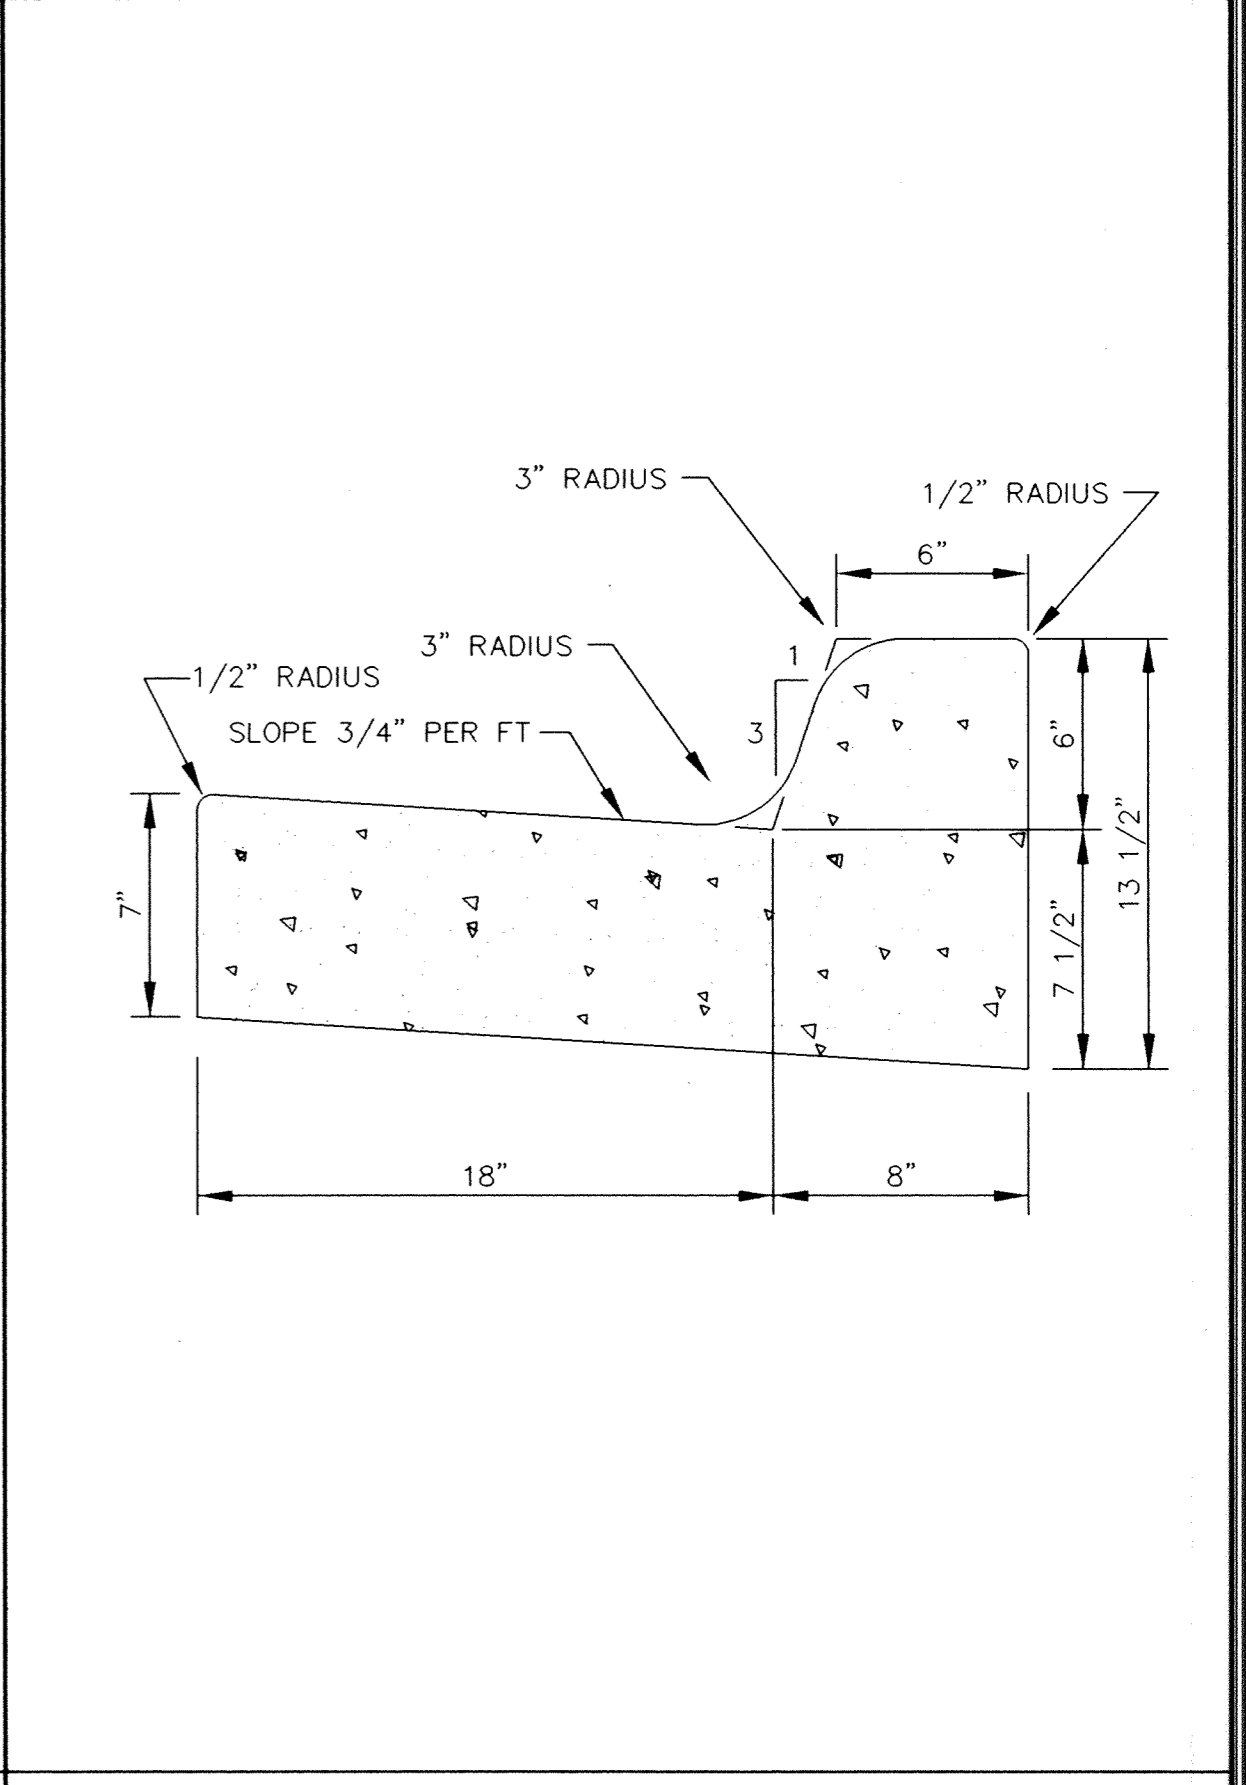 3" RADIUS
1/2" RADIUS
6"
3" RADIUS
1
1/2" RADIUS
SLOPE 3/4" PER FT
3
6"
13 1/2"
7"
7 1/2"
18"
8"